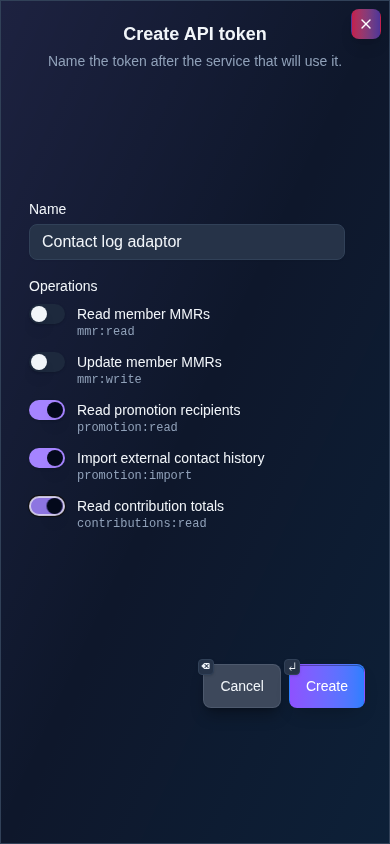 Create API token
Name the token after the service that will use it.
Name
Contact log adaptor
Operations
Read member MMRs
mmr:read
Update member MMRs
mmr:write
Read promotion recipients
promotion:read
Import external contact history
promotion:import
Read contribution totals
contributions:read
Cancel
Create